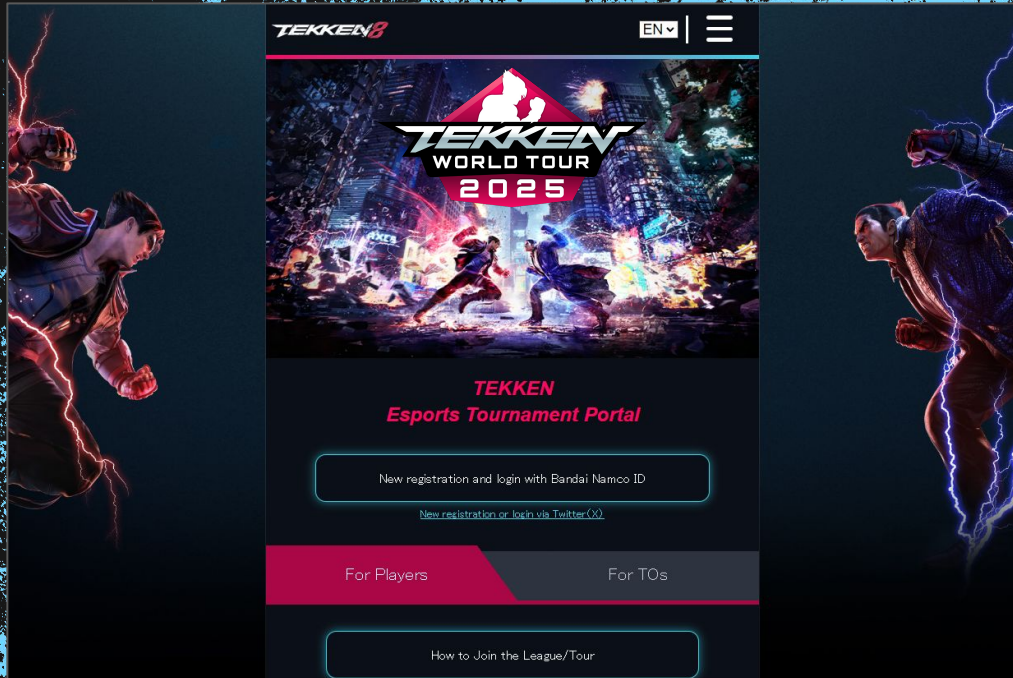 TEKKEN8
EN
TEKKEN
WORLD TOUR
2025
TEKKEN
Esports Tournament Portal
New registration and login with Bandai Namco ID
New registration or login via Twitter(X)
For Players
For TOs
How to Join the League/Tour